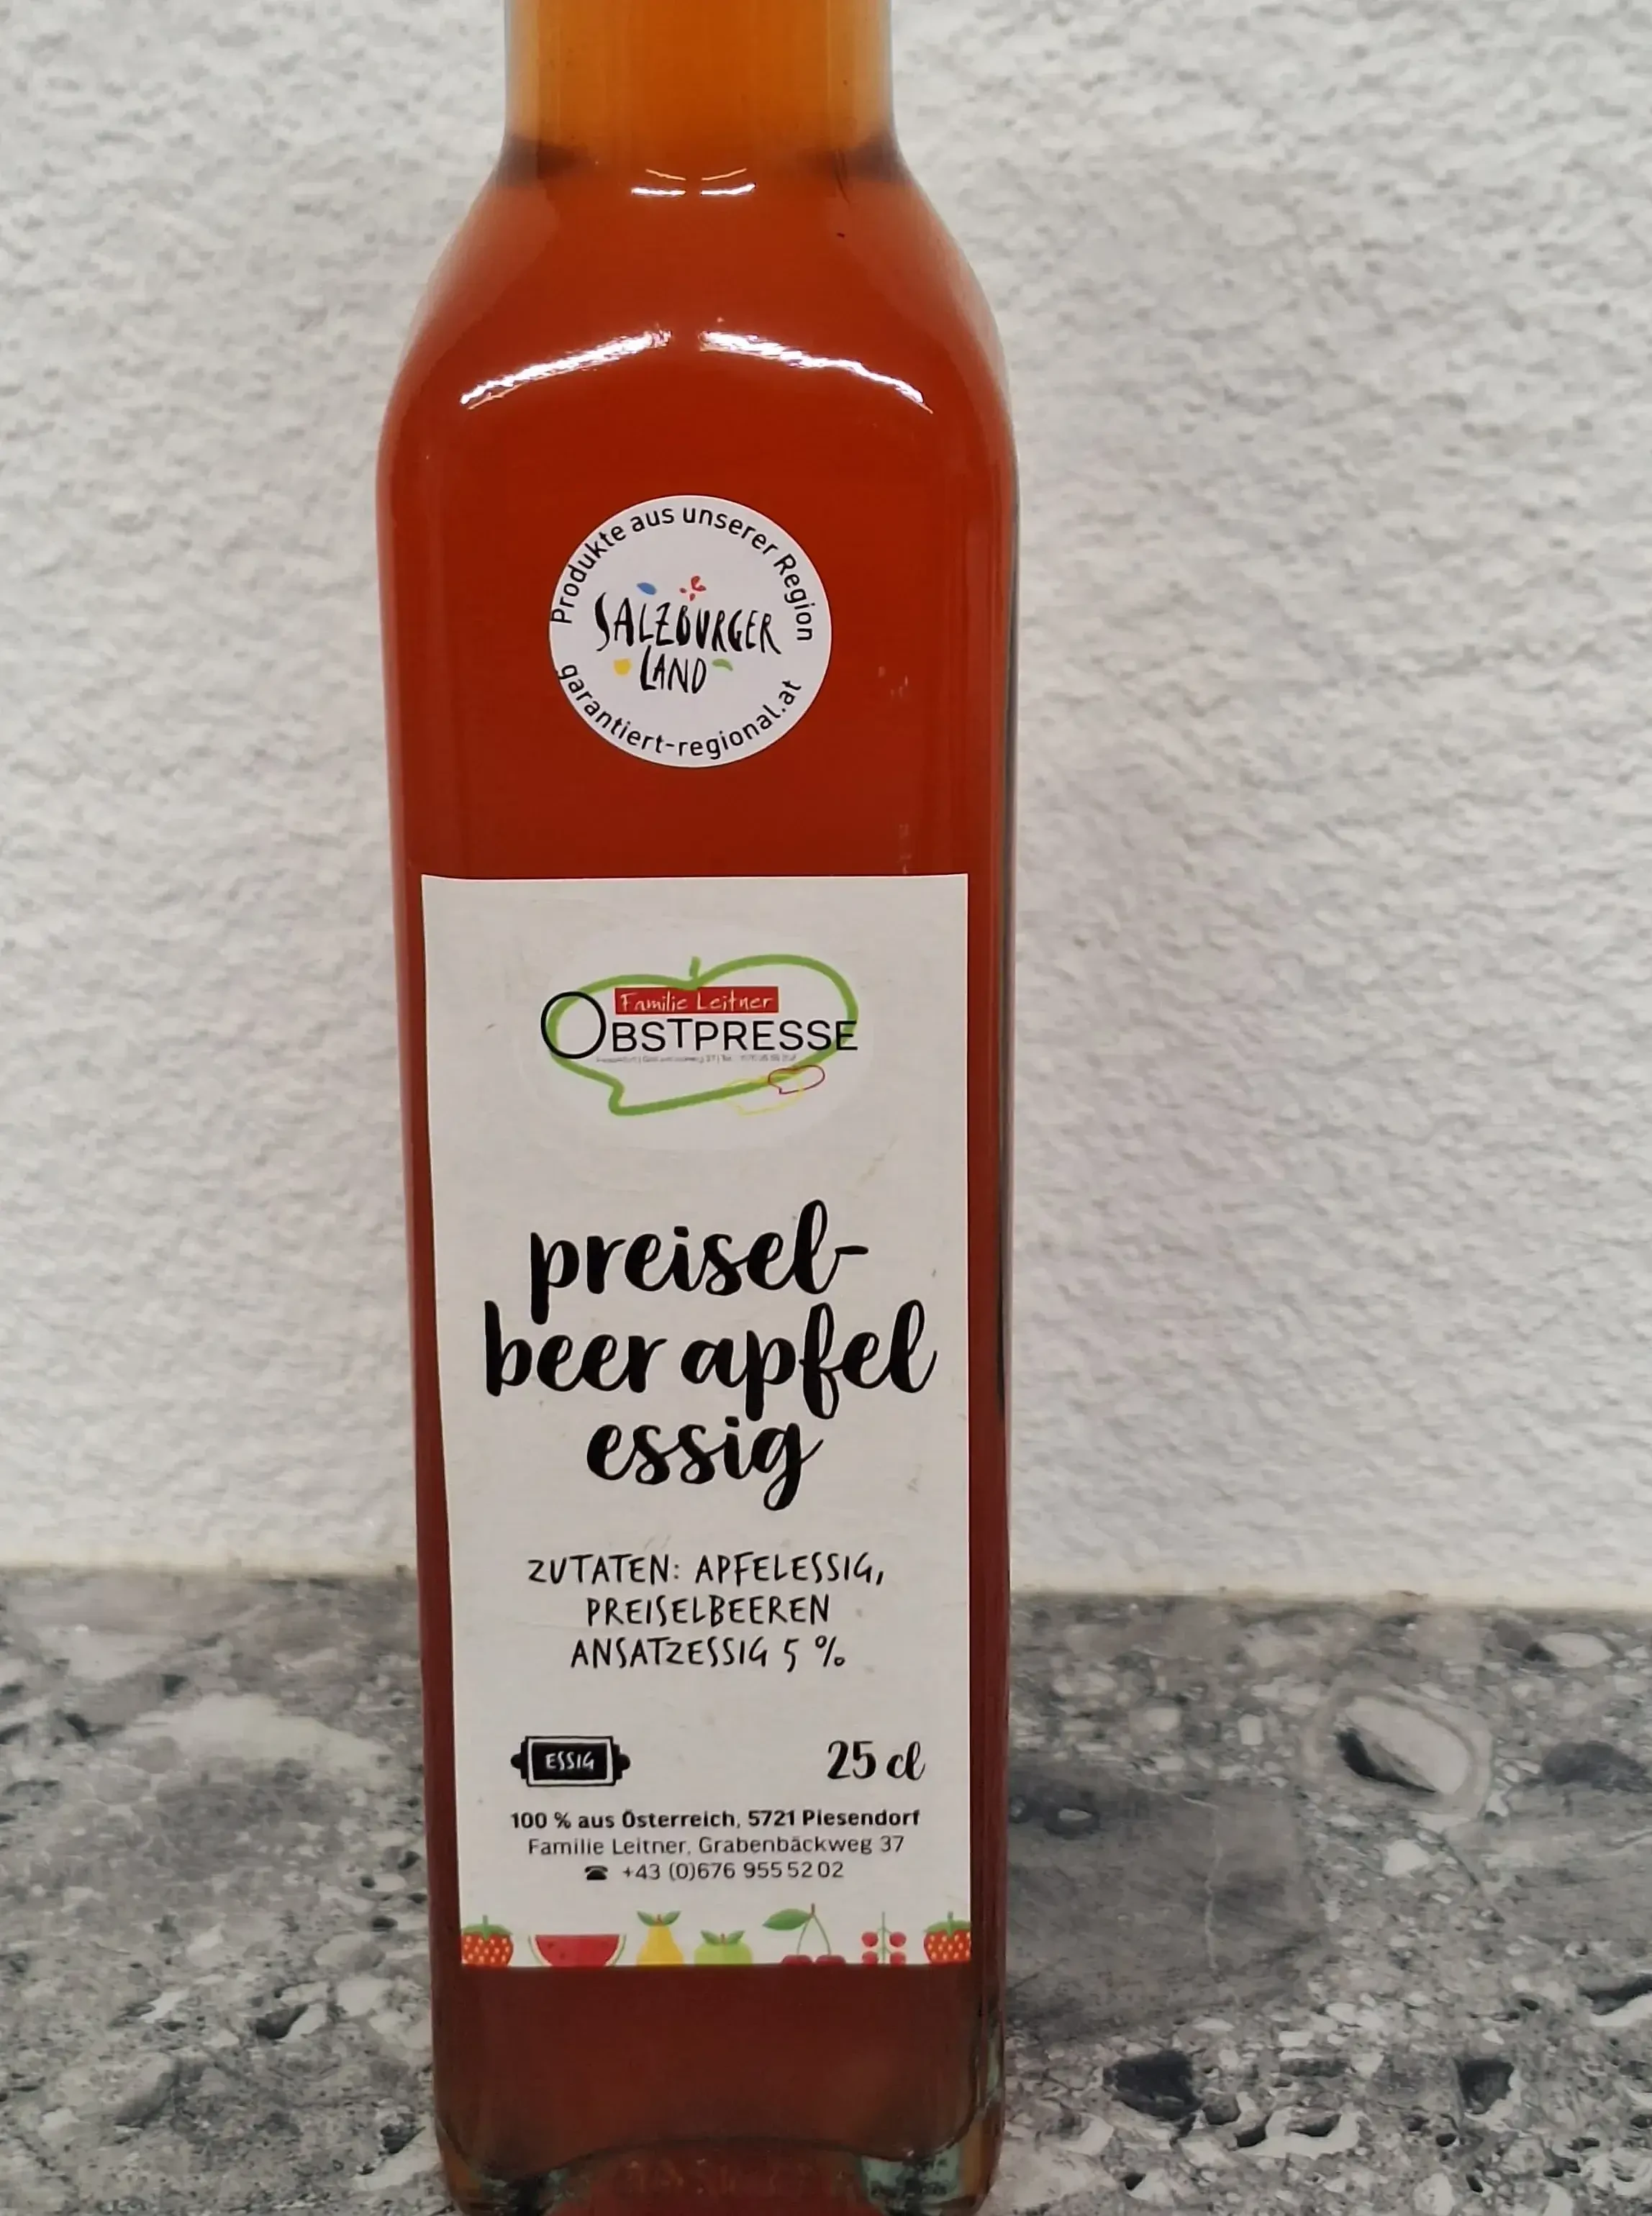 Produkte aus unserer Region
SALZBURGER
LAND
garantiert-regional.at
Familie Leitner
OBSTPRESSE
preisel-
beer apfel
essig
ZUTATEN: APFELESSIG,
PREISELBEEREN
ANSATZESSIG 5 %
ESSIG
25 cl
100 % aus Österreich, 5721 Piesendorf
Familie Leitner, Grabenbäckweg 37
☎ +43 (0)676 955 52 02